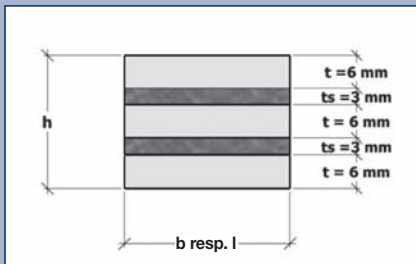 t =6 mm
ts =3 mm
h
t = 6 mm
ts =3 mm
t = 6 mm
b resp. l